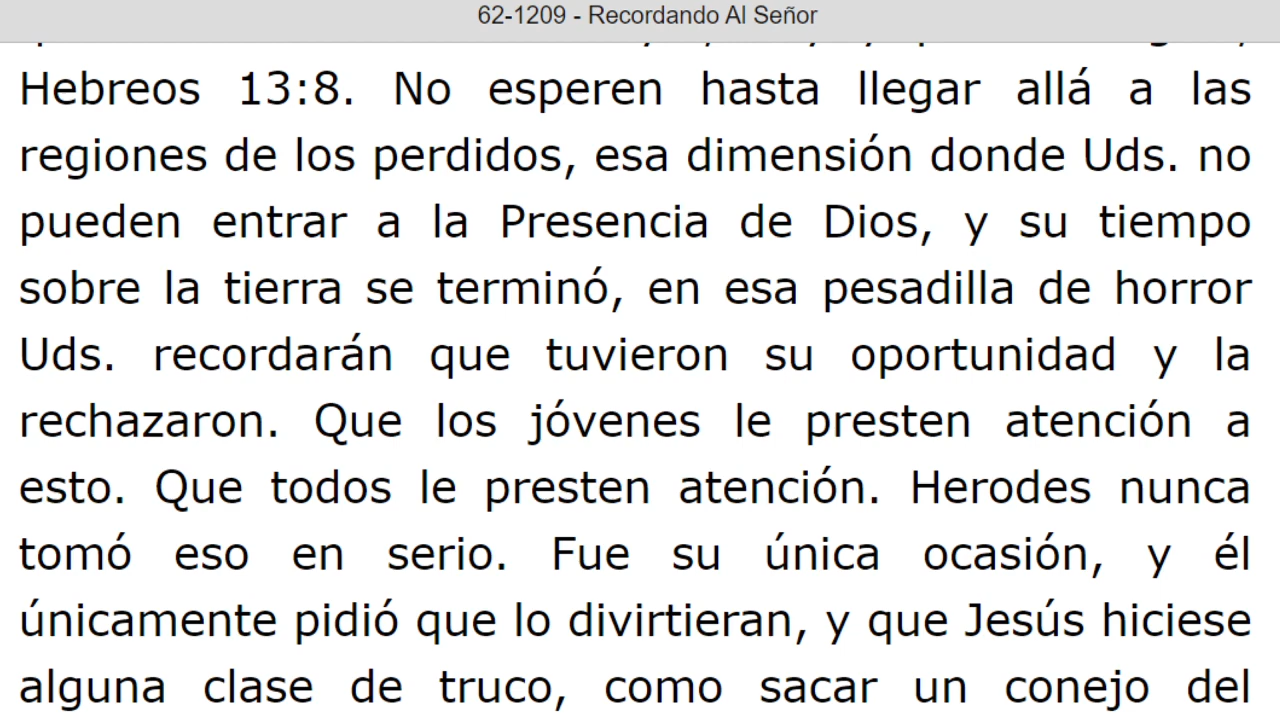 62-1209 - Recordando Al Señor
Hebreos 13:8. No esperen hasta llegar allá a las
regiones de los perdidos, esa dimensión donde Uds. no
pueden entrar a la Presencia de Dios, y su tiempo
sobre la tierra se terminó, en esa pesadilla de horror
Uds. recordarán que tuvieron su oportunidad y la
rechazaron. Que los jóvenes le presten atención a
esto. Que todos le presten atención. Herodes nunca
tomó eso en serio. Fue su única ocasión, y él
únicamente pidió que lo divirtieran, y que Jesús hiciese
alguna clase de truco, como sacar un conejo del